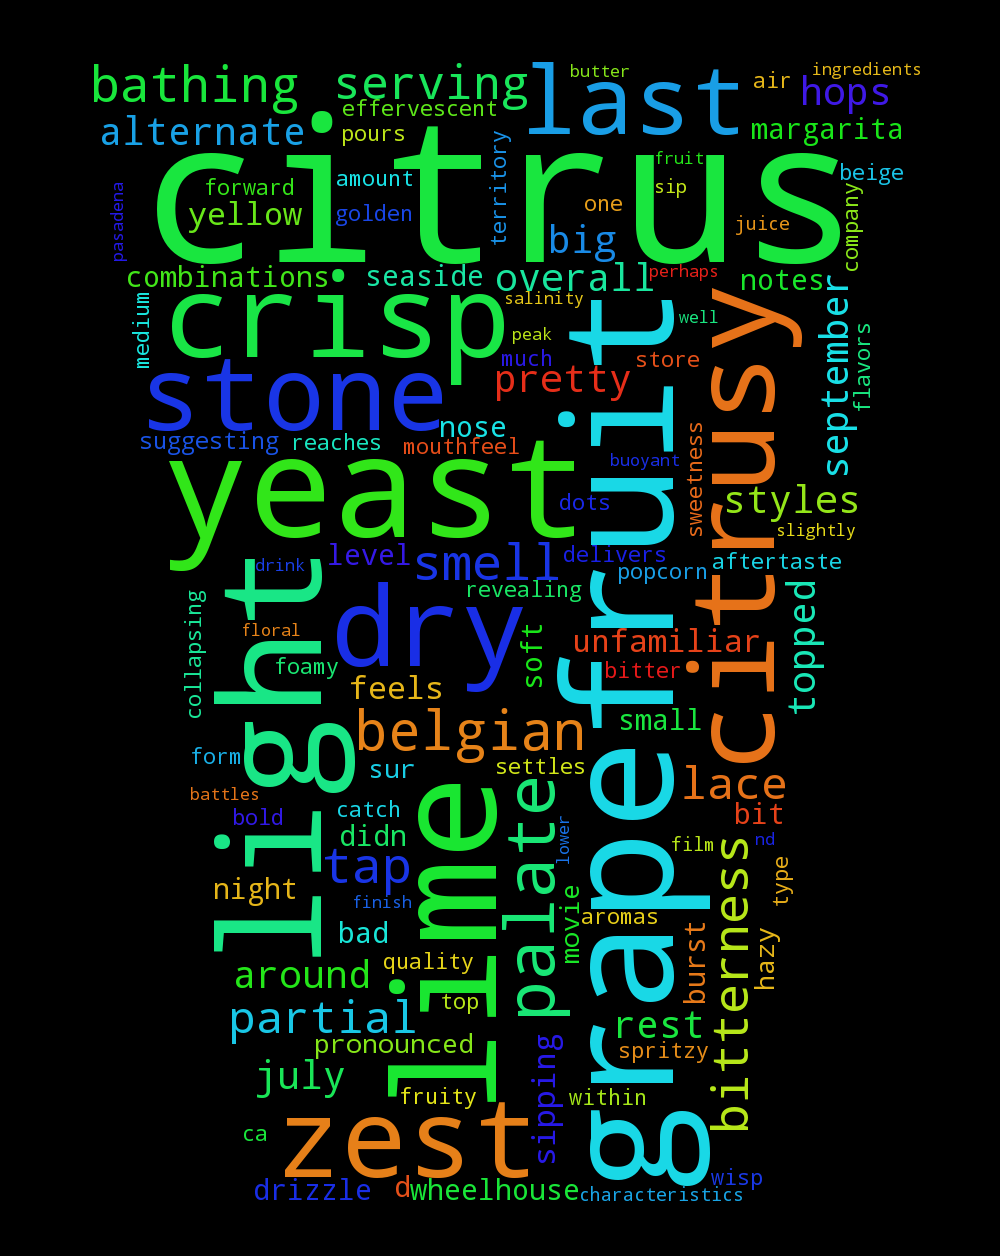 butter
air
ingredients
bathing
serving
last
hops
effervescent
alternate
pours
margarita
citrus
territory
fruit
amount
beige
forward
sip
pasadena
yellow
golden
one
juice
company
big
combinations
seaside
overall
perhaps
notes
crisp
salinity
medium
peak
well
september
much
store
flavors
stone
pretty
grapefruit
citrusy
nose
suggesting
reaches
mouthfeel
yeast
buoyant
sweetness
dots
styles
slightly
level
smell
delivers
drink
popcorn
aftertaste
revealing
light
dry
collapsing
floral
soft
unfamiliar
topped
foamy
bitter
feels
belgian
small
form
sur
settles
lace
battles
lime
palate
catch
bold
bit
didn
lower
film
nd
tap
night
type
finish
movie
aromas
bitterness
bad
burst
hazy
around
quality
top
partial
rest
pronounced
spritzy
july
sipping
fruity
within
zest
ca
drizzle
d
wheelhouse
characteristics
wisp